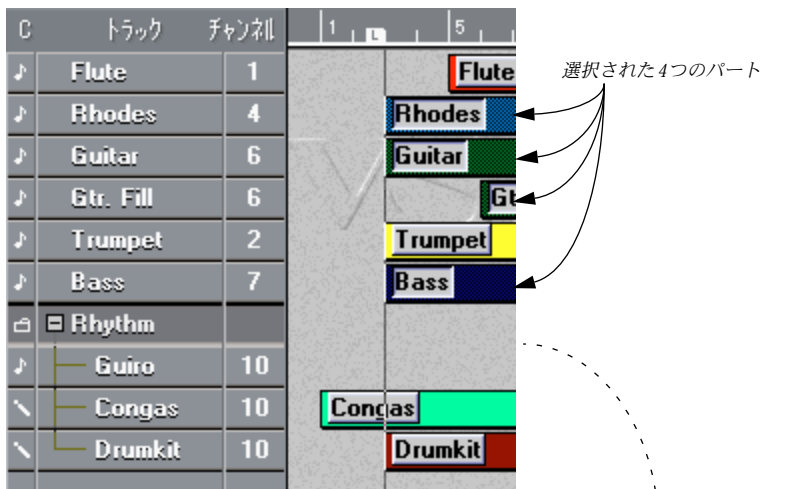 C トラック チャンネル 1 L 5
Flute 1 Flute 選択された4つのパート
Rhodes 4 Rhodes
Guitar 6 Guitar
Gtr. Fill 6 Gt
Trumpet 2 Trumpet
Bass 7 Bass
Rhythm
Guiro 10
Congas 10 Congas
Drumkit 10 Drumkit